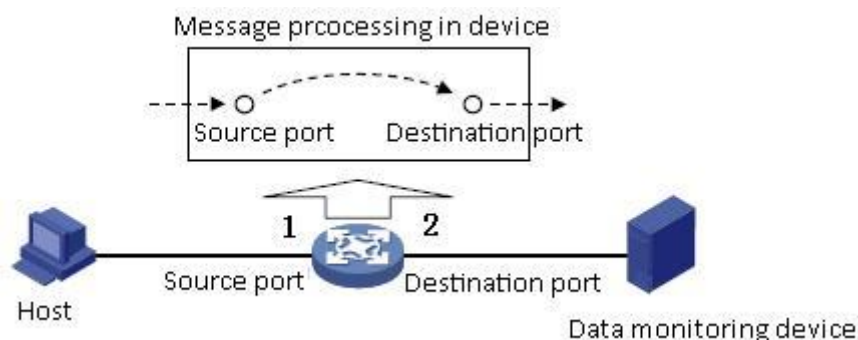 Message prcocessing in device
Source port
Destination port
1
2
Source port
Destination port
Host
Data monitoring device